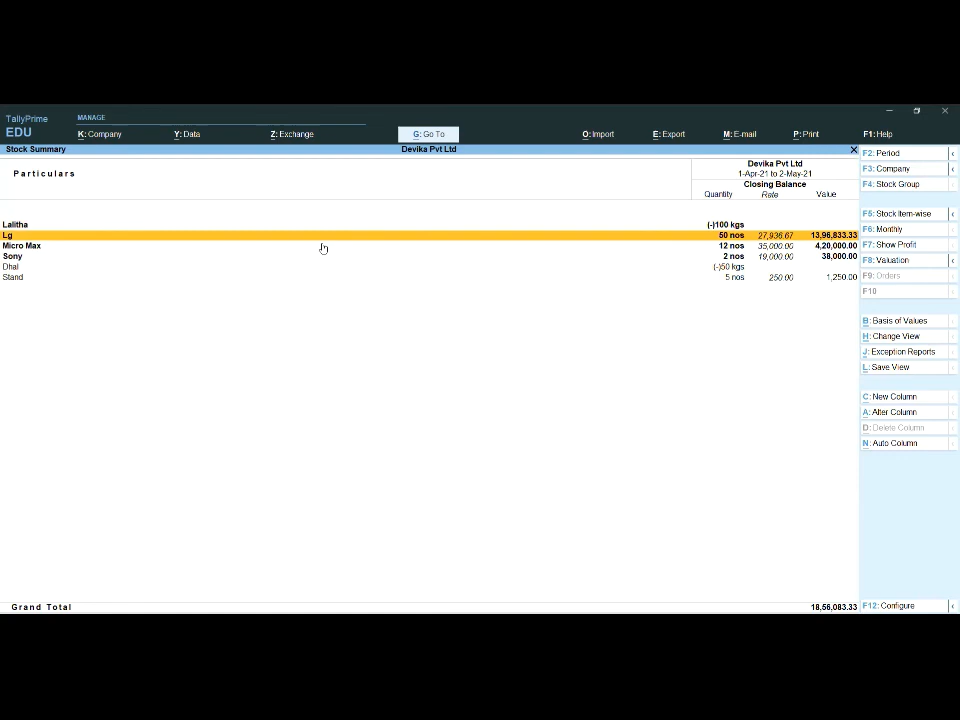 TallyPrime
EDU
MANAGE
K: Company
Y: Data
Z: Exchange
G: Go To
O: Import
E: Export
M: E-mail
P: Print
F1: Help
Stock Summary
Devika Pvt Ltd
Particulars
Devika Pvt Ltd
1-Apr-21 to 2-May-21
Closing Balance
Quantity Rate Value
Lalitha (-)100 kgs
Lg 50 nos 27,936.67 13,96,833.33
Micro Max 12 nos 35,000.00 4,20,000.00
Sony 2 nos 19,000.00 38,000.00
Dhal (-)50 kgs
Stand 5 nos 250.00 1,250.00
Grand Total 18,56,083.33
F2: Period
F3: Company
F4: Stock Group
F5: Stock Item-wise
F6: Monthly
F7: Show Profit
F8: Valuation
F9: Orders
F10
B: Basis of Values
H: Change View
J: Exception Reports
L: Save View
C: New Column
A: Alter Column
D: Delete Column
N: Auto Column
F12: Configure